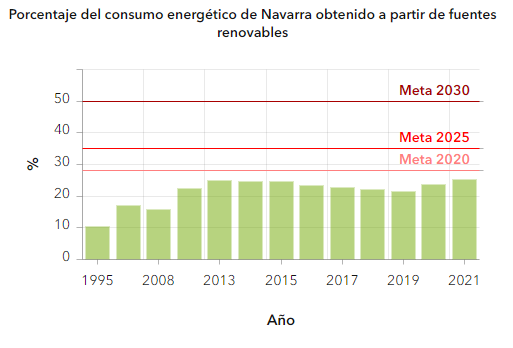 Porcentaje del consumo energético de Navarra obtenido a partir de fuentes
renovables
Meta 2030
Meta 2025
Meta 2020
50
40
30
20
10
0
%
1995 2008 2013 2015 2017 2019 2021
Año